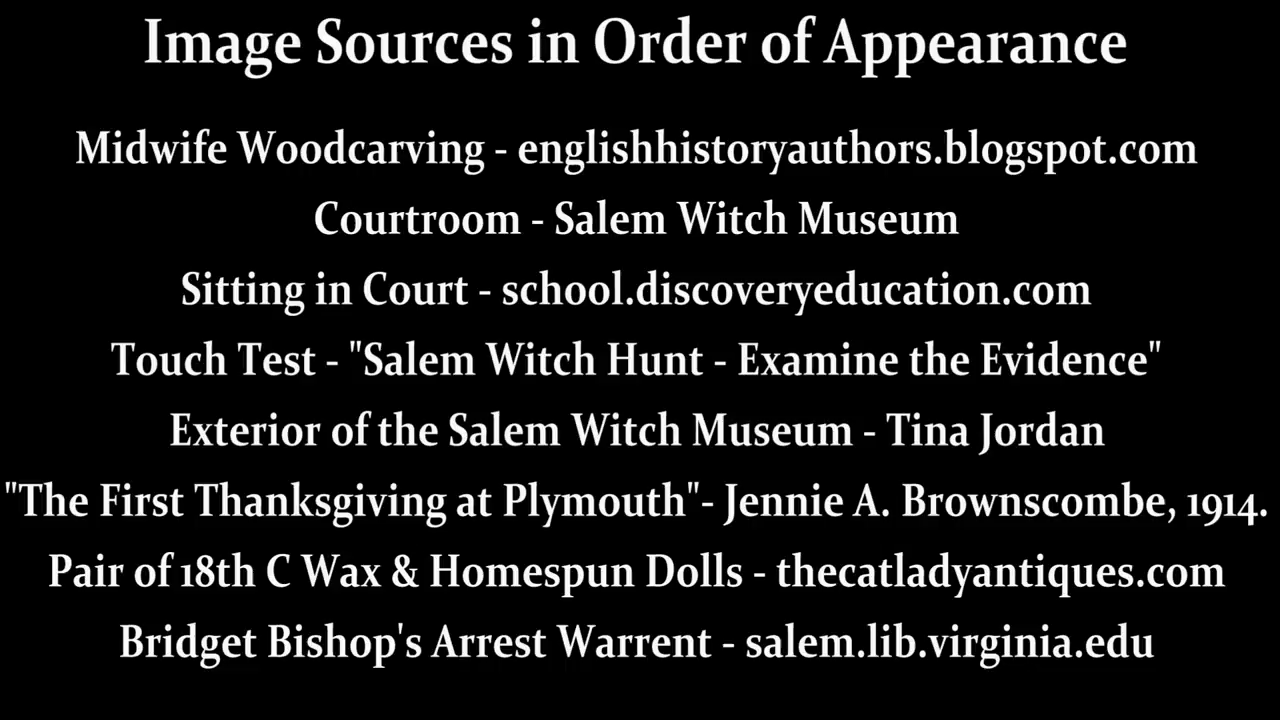 Image Sources in Order of Appearance
Midwife Woodcarving - englishhistoryauthors.blogspot.com
Courtroom - Salem Witch Museum
Sitting in Court - school.discoveryeducation.com
Touch Test - "Salem Witch Hunt - Examine the Evidence"
Exterior of the Salem Witch Museum - Tina Jordan
"The First Thanksgiving at Plymouth"- Jennie A. Brownscombe, 1914.
Pair of 18th C Wax & Homespun Dolls - thecatladyantiques.com
Bridget Bishop's Arrest Warrent - salem.lib.virginia.edu